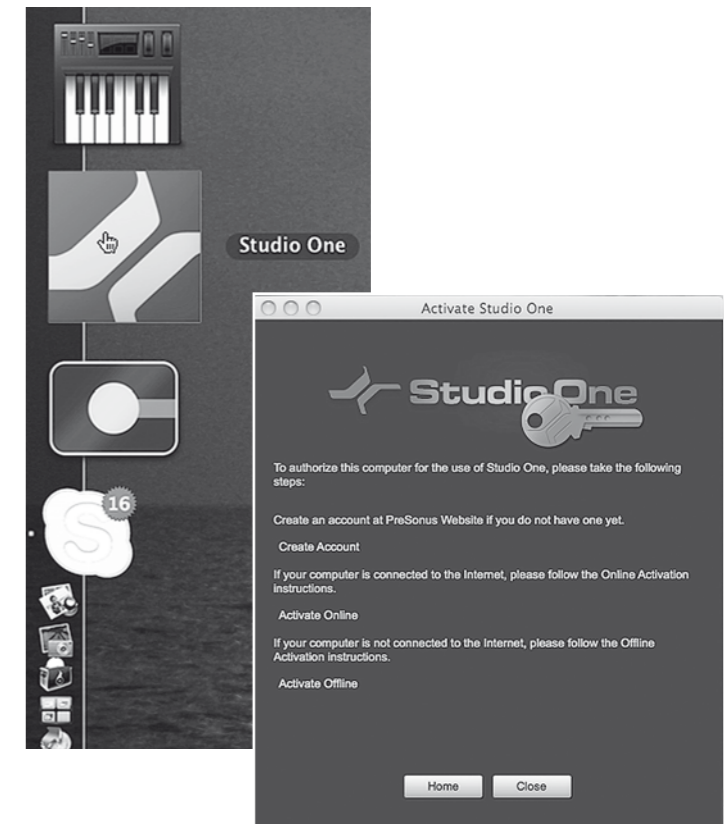 Studio One
16
Activate Studio One
Studio One
To authorize this computer for the use of Studio One, please take the following
steps:
Create an account at PreSonus Website if you do not have one yet.
Create Account
If your computer is connected to the Internet, please follow the Online Activation
instructions.
Activate Online
If your computer is not connected to the Internet, please follow the Offline
Activation instructions.
Activate Offline
Home
Close